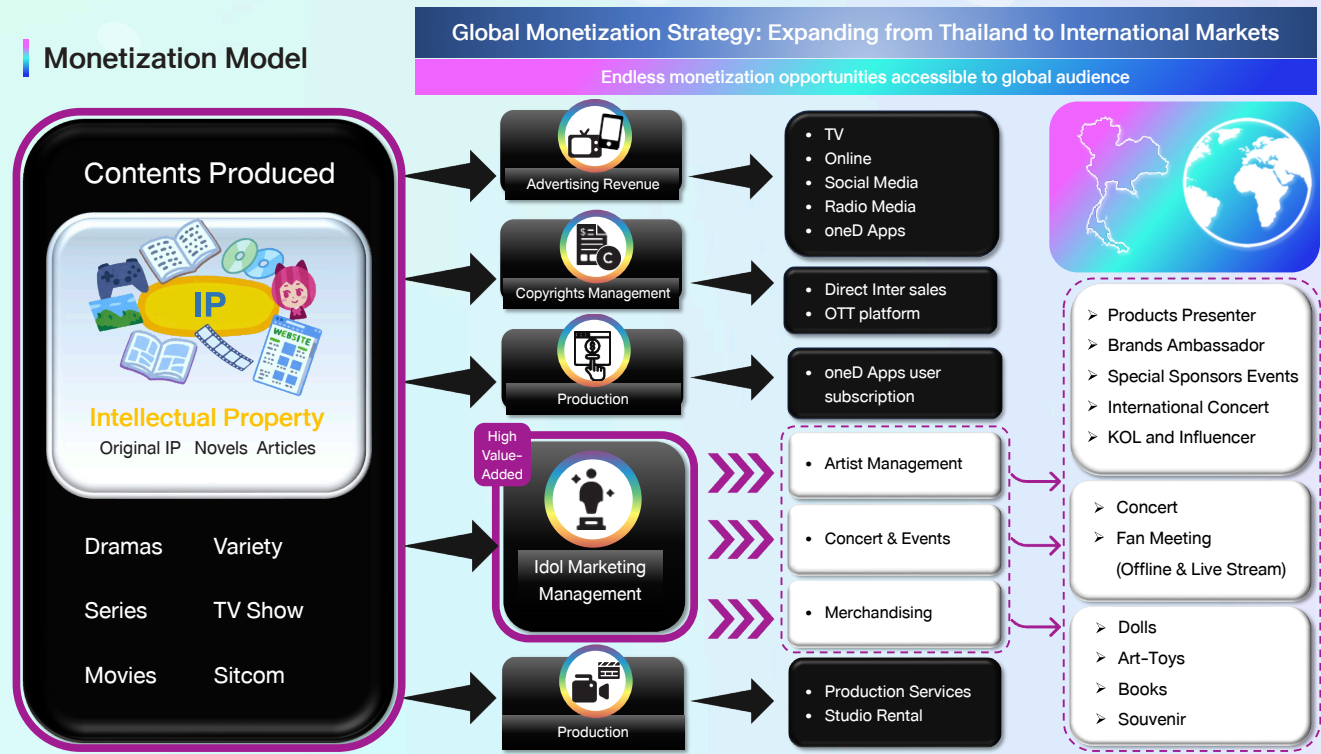 Monetization Model
Global Monetization Strategy: Expanding from Thailand to International Markets
Endless monetization opportunities accessible to global audience
Contents Produced
IP
WEBSITE
Intellectual Property
Original IP Novels Articles
Dramas
Variety
Series
TV Show
Movies
Sitcom
Advertising Revenue
• TV
• Online
• Social Media
• Radio Media
• oneD Apps
$=
C
Copyrights Management
• Direct Inter sales
• OTT platform
Production
• oneD Apps user
subscription
High
Value-
Added
Idol Marketing
Management
• Artist Management
• Concert & Events
• Merchandising
Production
• Production Services
• Studio Rental
➢ Products Presenter
➢ Brands Ambassador
➢ Special Sponsors Events
➢ International Concert
➢ KOL and Influencer
➢ Concert
➢ Fan Meeting
(Offline & Live Stream)
➢ Dolls
➢ Art-Toys
➢ Books
➢ Souvenir